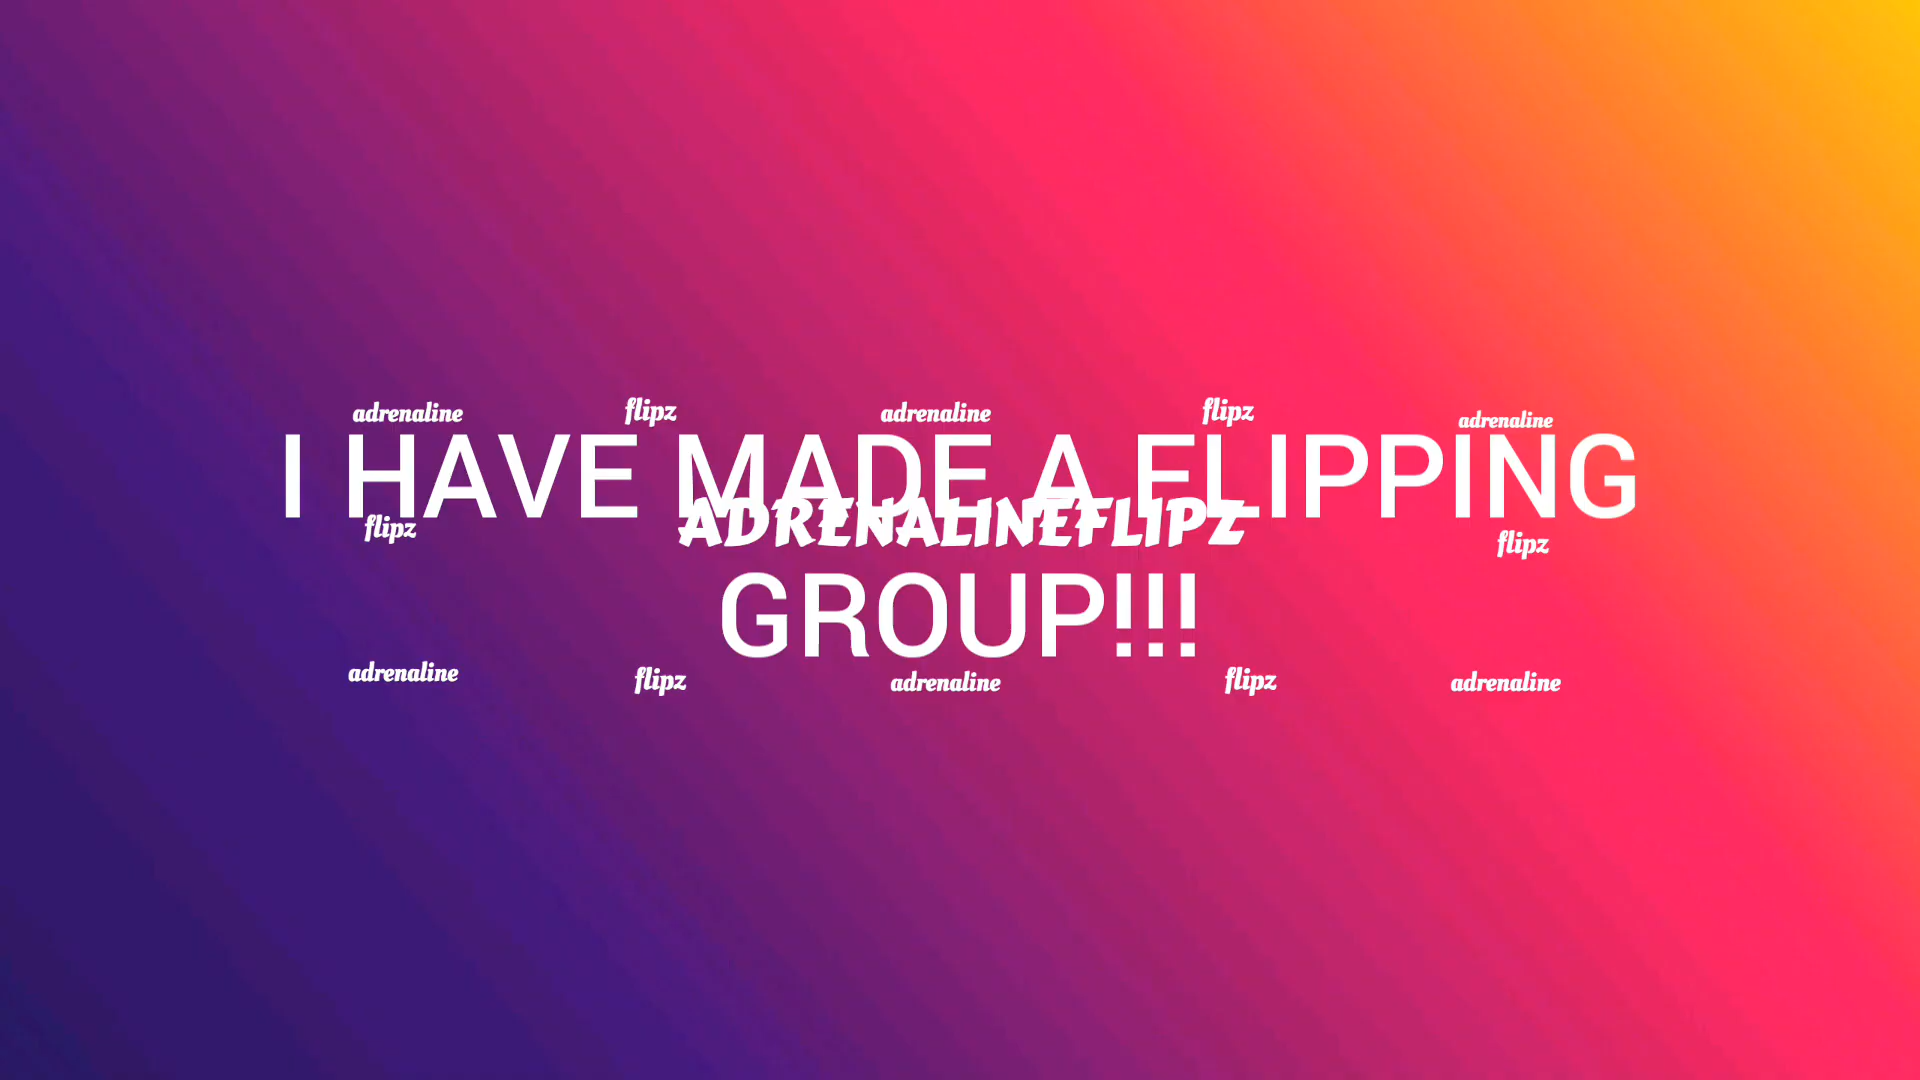 adrenaline flipz adrenaline flipz adrenaline
I HAVE MADE A FLIPPING
flipz ADRENALINEFLIPZ flipz
GROUP!!!
adrenaline flipz adrenaline flipz adrenaline